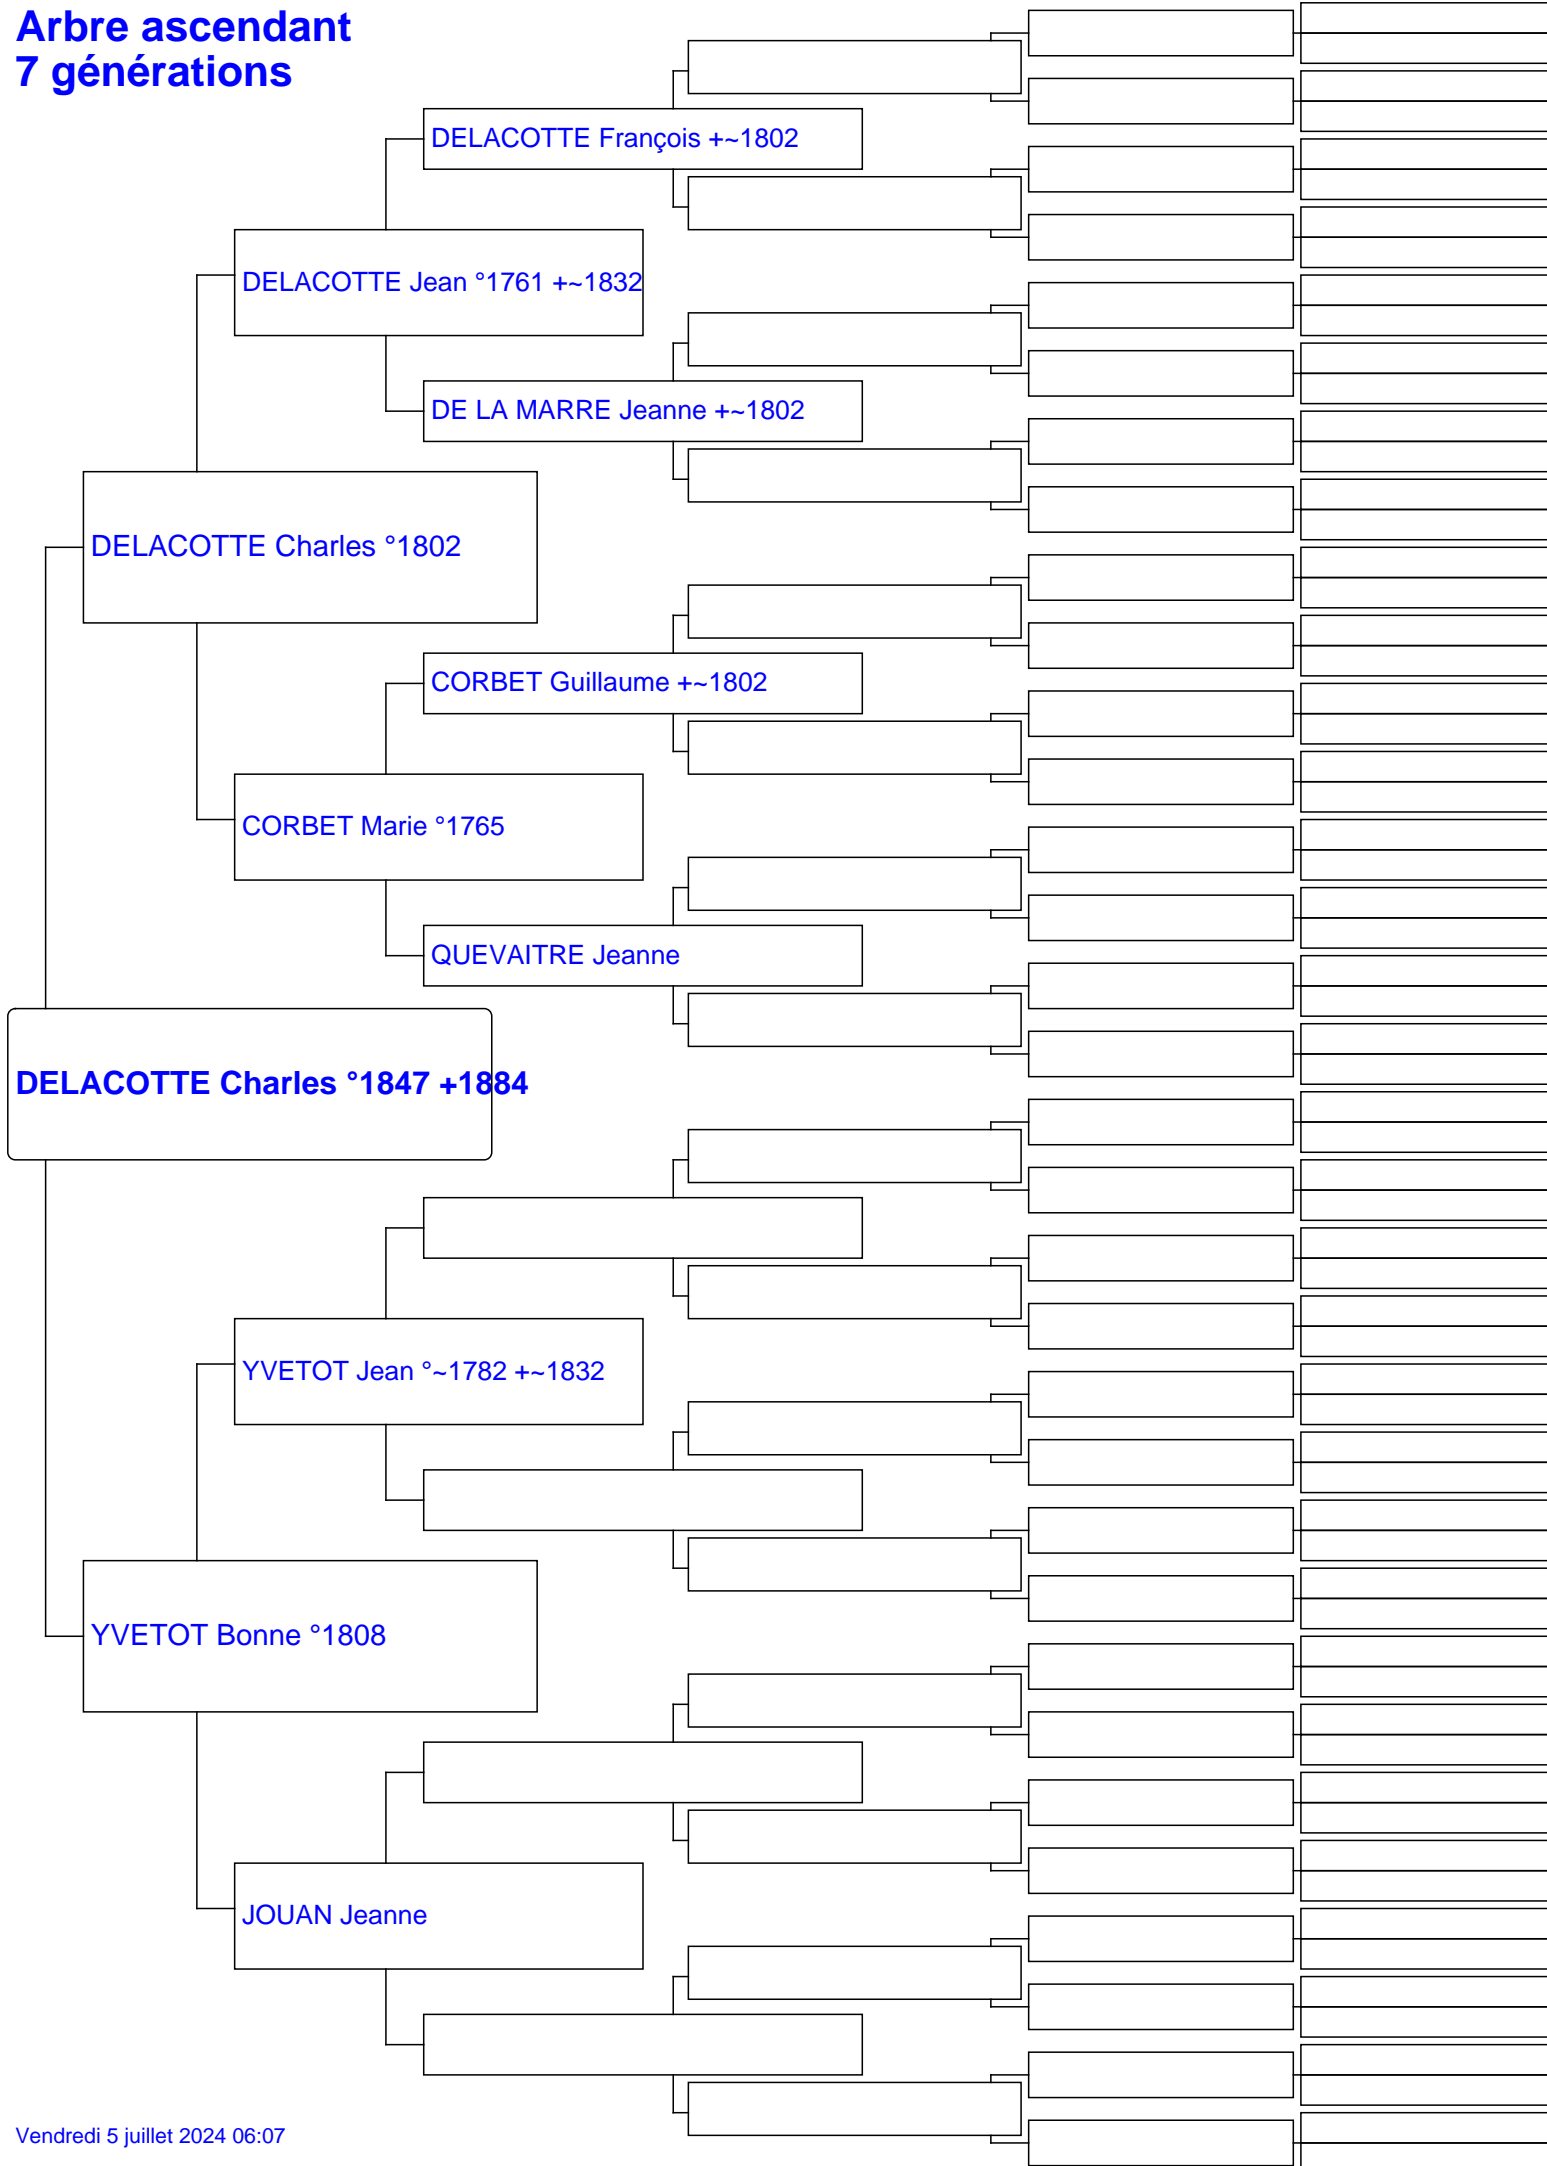 Arbre ascendant
7 générations
DELACOTTE François +~1802
DELACOTTE Jean °1761 +~1832
DE LA MARRE Jeanne +~1802
DELACOTTE Charles °1802
CORBET Guillaume +~1802
CORBET Marie °1765
QUEVAITRE Jeanne
DELACOTTE Charles °1847 +1884
YVETOT Jean °~1782 +~1832
YVETOT Bonne °1808
JOUAN Jeanne
Vendredi 5 juillet 2024 06:07